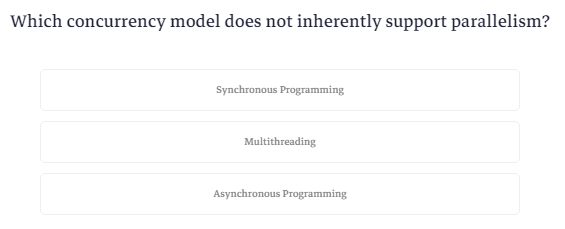 Which concurrency model does not inherently support parallelism?
Synchronous Programming
Multithreading
Asynchronous Programming